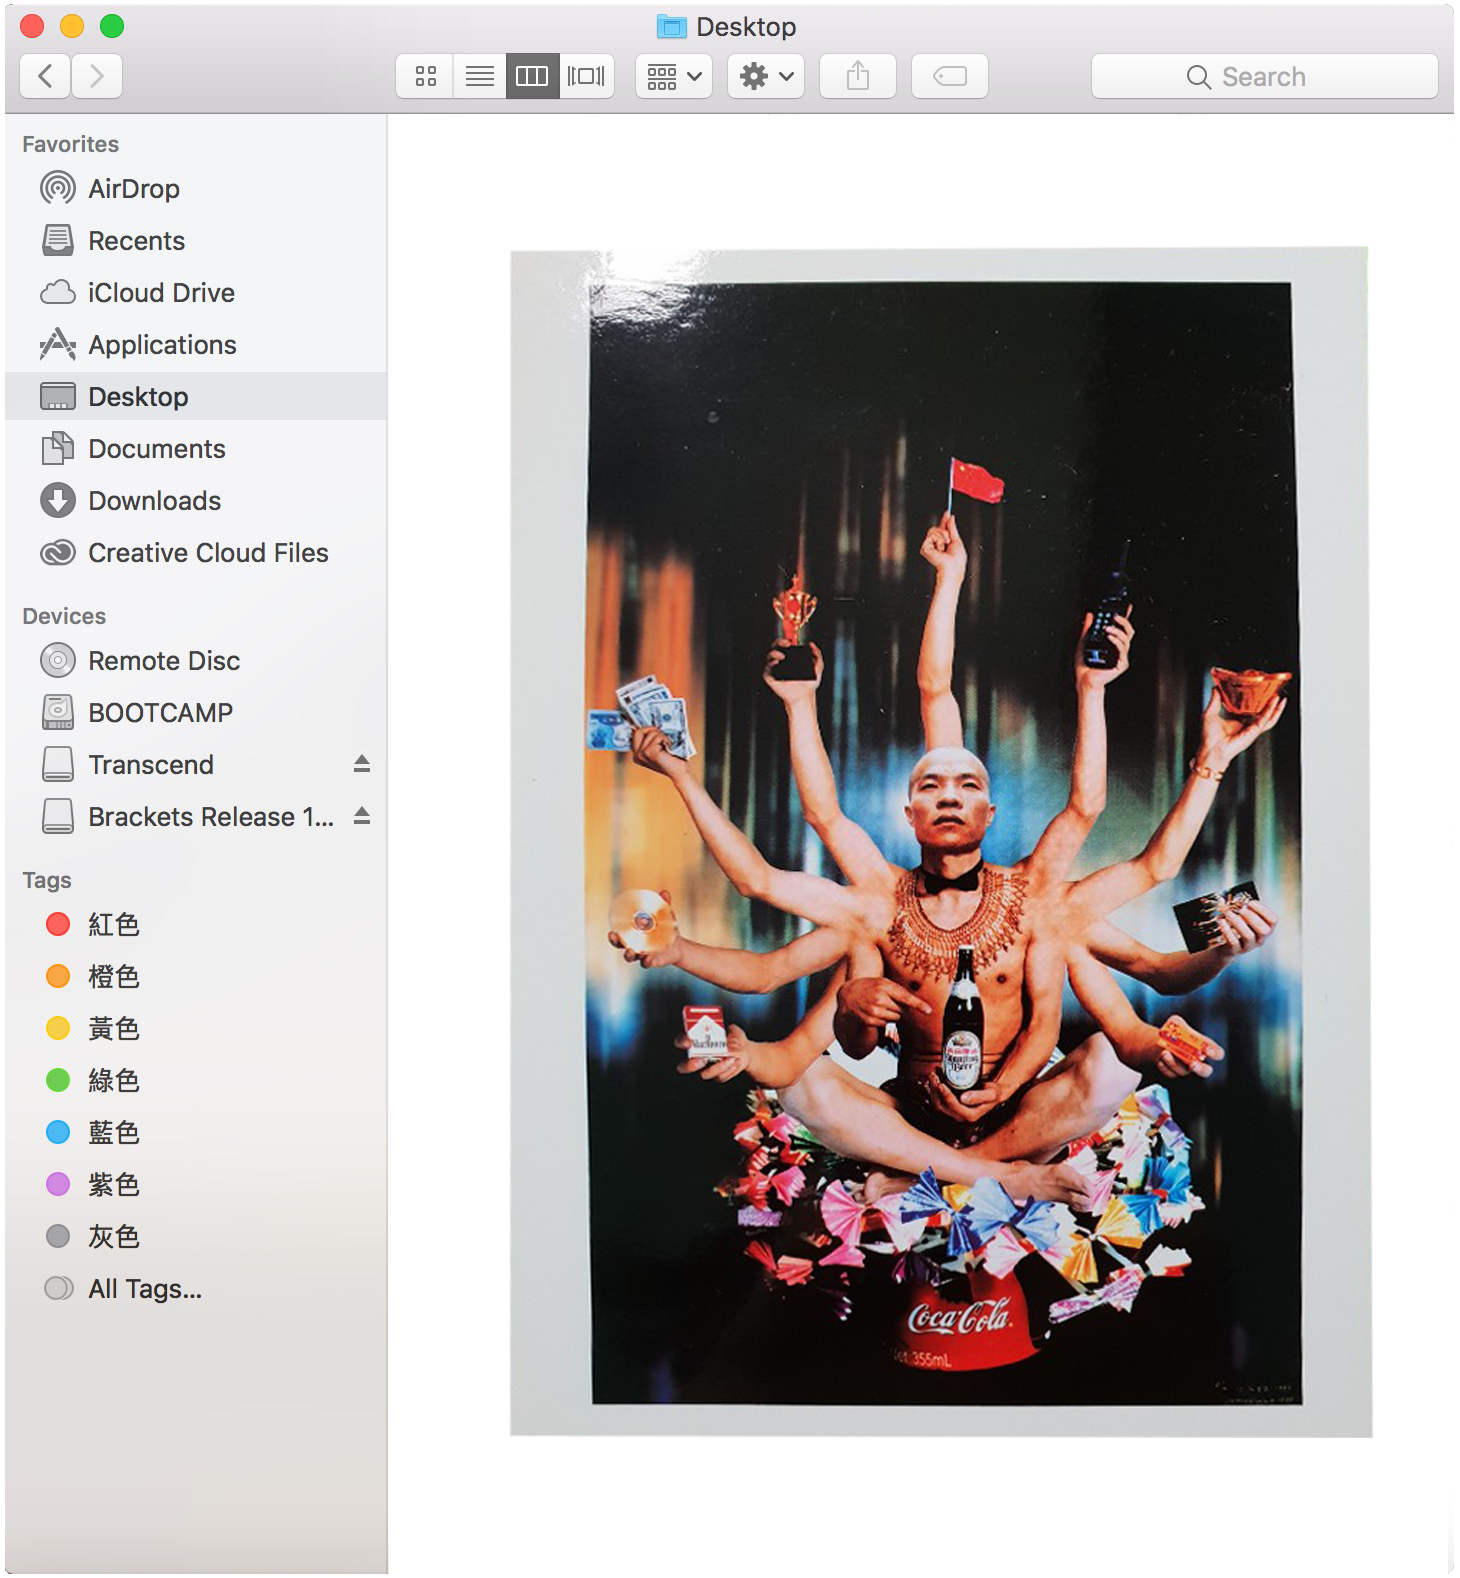 Desktop
Search
Favorites
AirDrop
Recents
iCloud Drive
Applications
Desktop
Documents
Downloads
Creative Cloud Files
Devices
Remote Disc
BOOTCAMP
Transcend
Brackets Release 1...
Tags
紅色
橙色
黃色
綠色
藍色
紫色
灰色
All Tags...
Marlboro
Beer
Coca-Cola
355mL